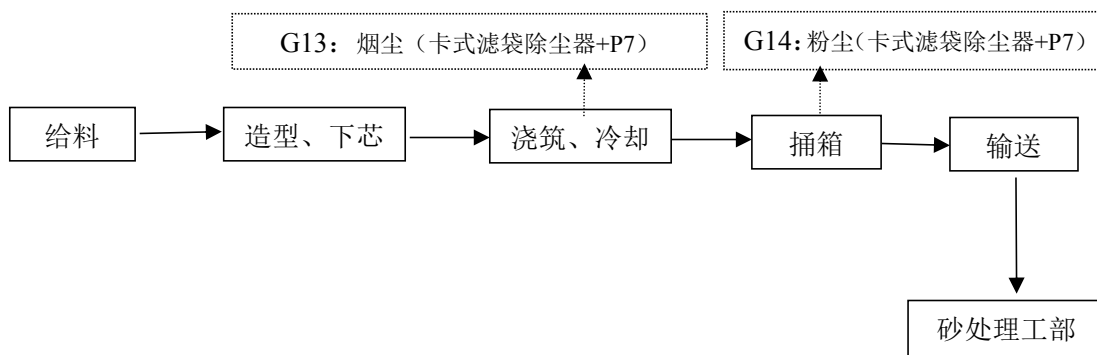 G13：烟尘（卡式滤袋除尘器+P7）
G14：粉尘（卡式滤袋除尘器+P7）
给料
造型、下芯
浇筑、冷却
捅箱
输送
砂处理工部